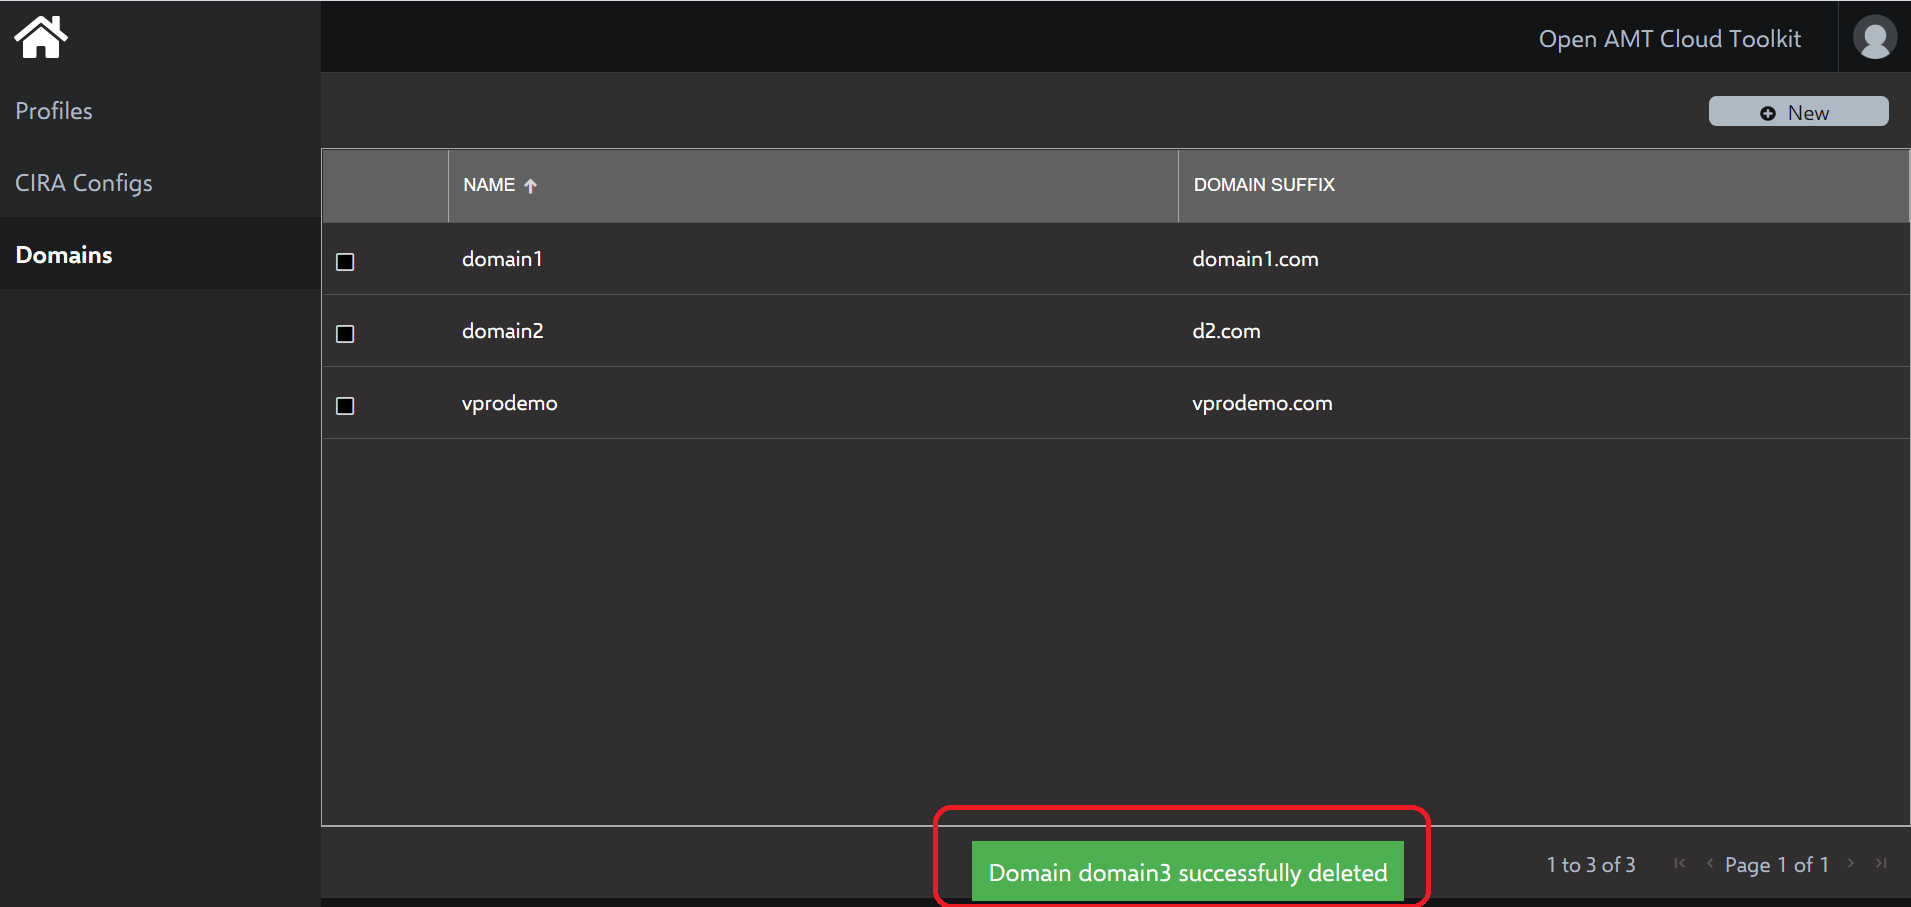 Open AMT Cloud Toolkit
Profiles
CIRA Configs
Domains
New
NAME DOMAIN SUFFIX
domain1 domain1.com
domain2 d2.com
vprodemo vprodemo.com
Domain domain3 successfully deleted
1 to 3 of 3 Page 1 of 1